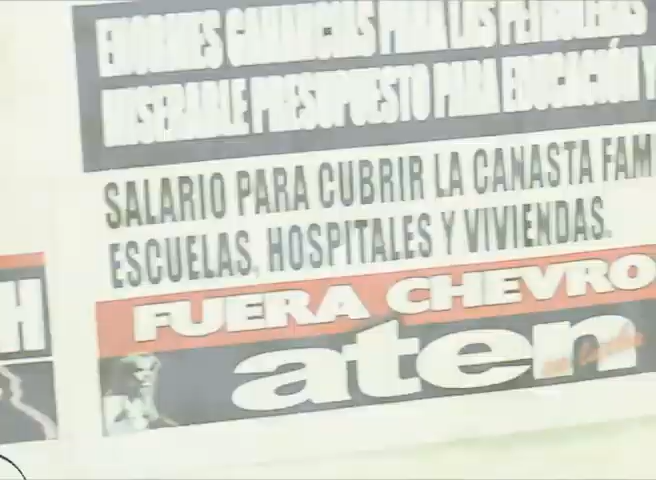 ENORMES GANANCIAS PARA LAS PETROLERAS
MISERABLE PRESUPUESTO PARA EDUCACIÓN Y
SALARIO PARA CUBRIR LA CANASTA FAM
ESCUELAS, HOSPITALES Y VIVIENDAS.
FUERA CHEVRO
aten
H